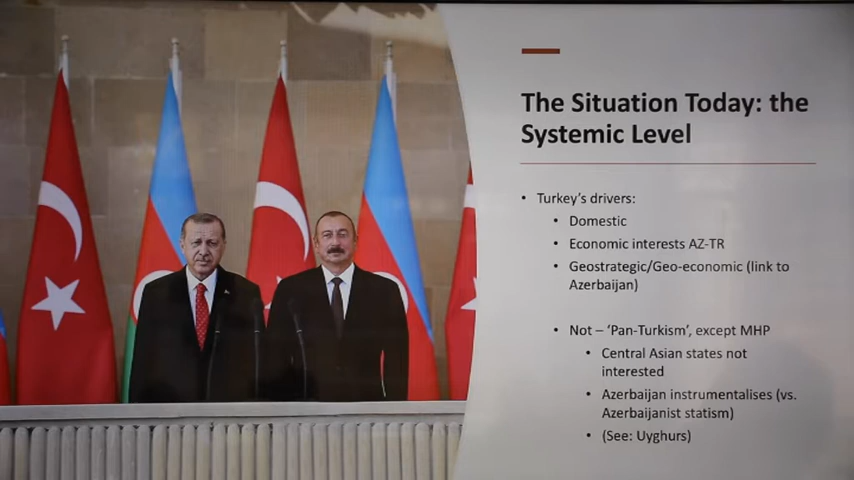 The Situation Today: the
Systemic Level
• Turkey's drivers:
• Domestic
• Economic interests AZ-TR
• Geostrategic/Geo-economic (link to
Azerbaijan)
• Not – 'Pan-Turkism', except MHP
• Central Asian states not
interested
• Azerbaijan instrumentalises (vs.
Azerbaijanist statism)
• (See: Uyghurs)